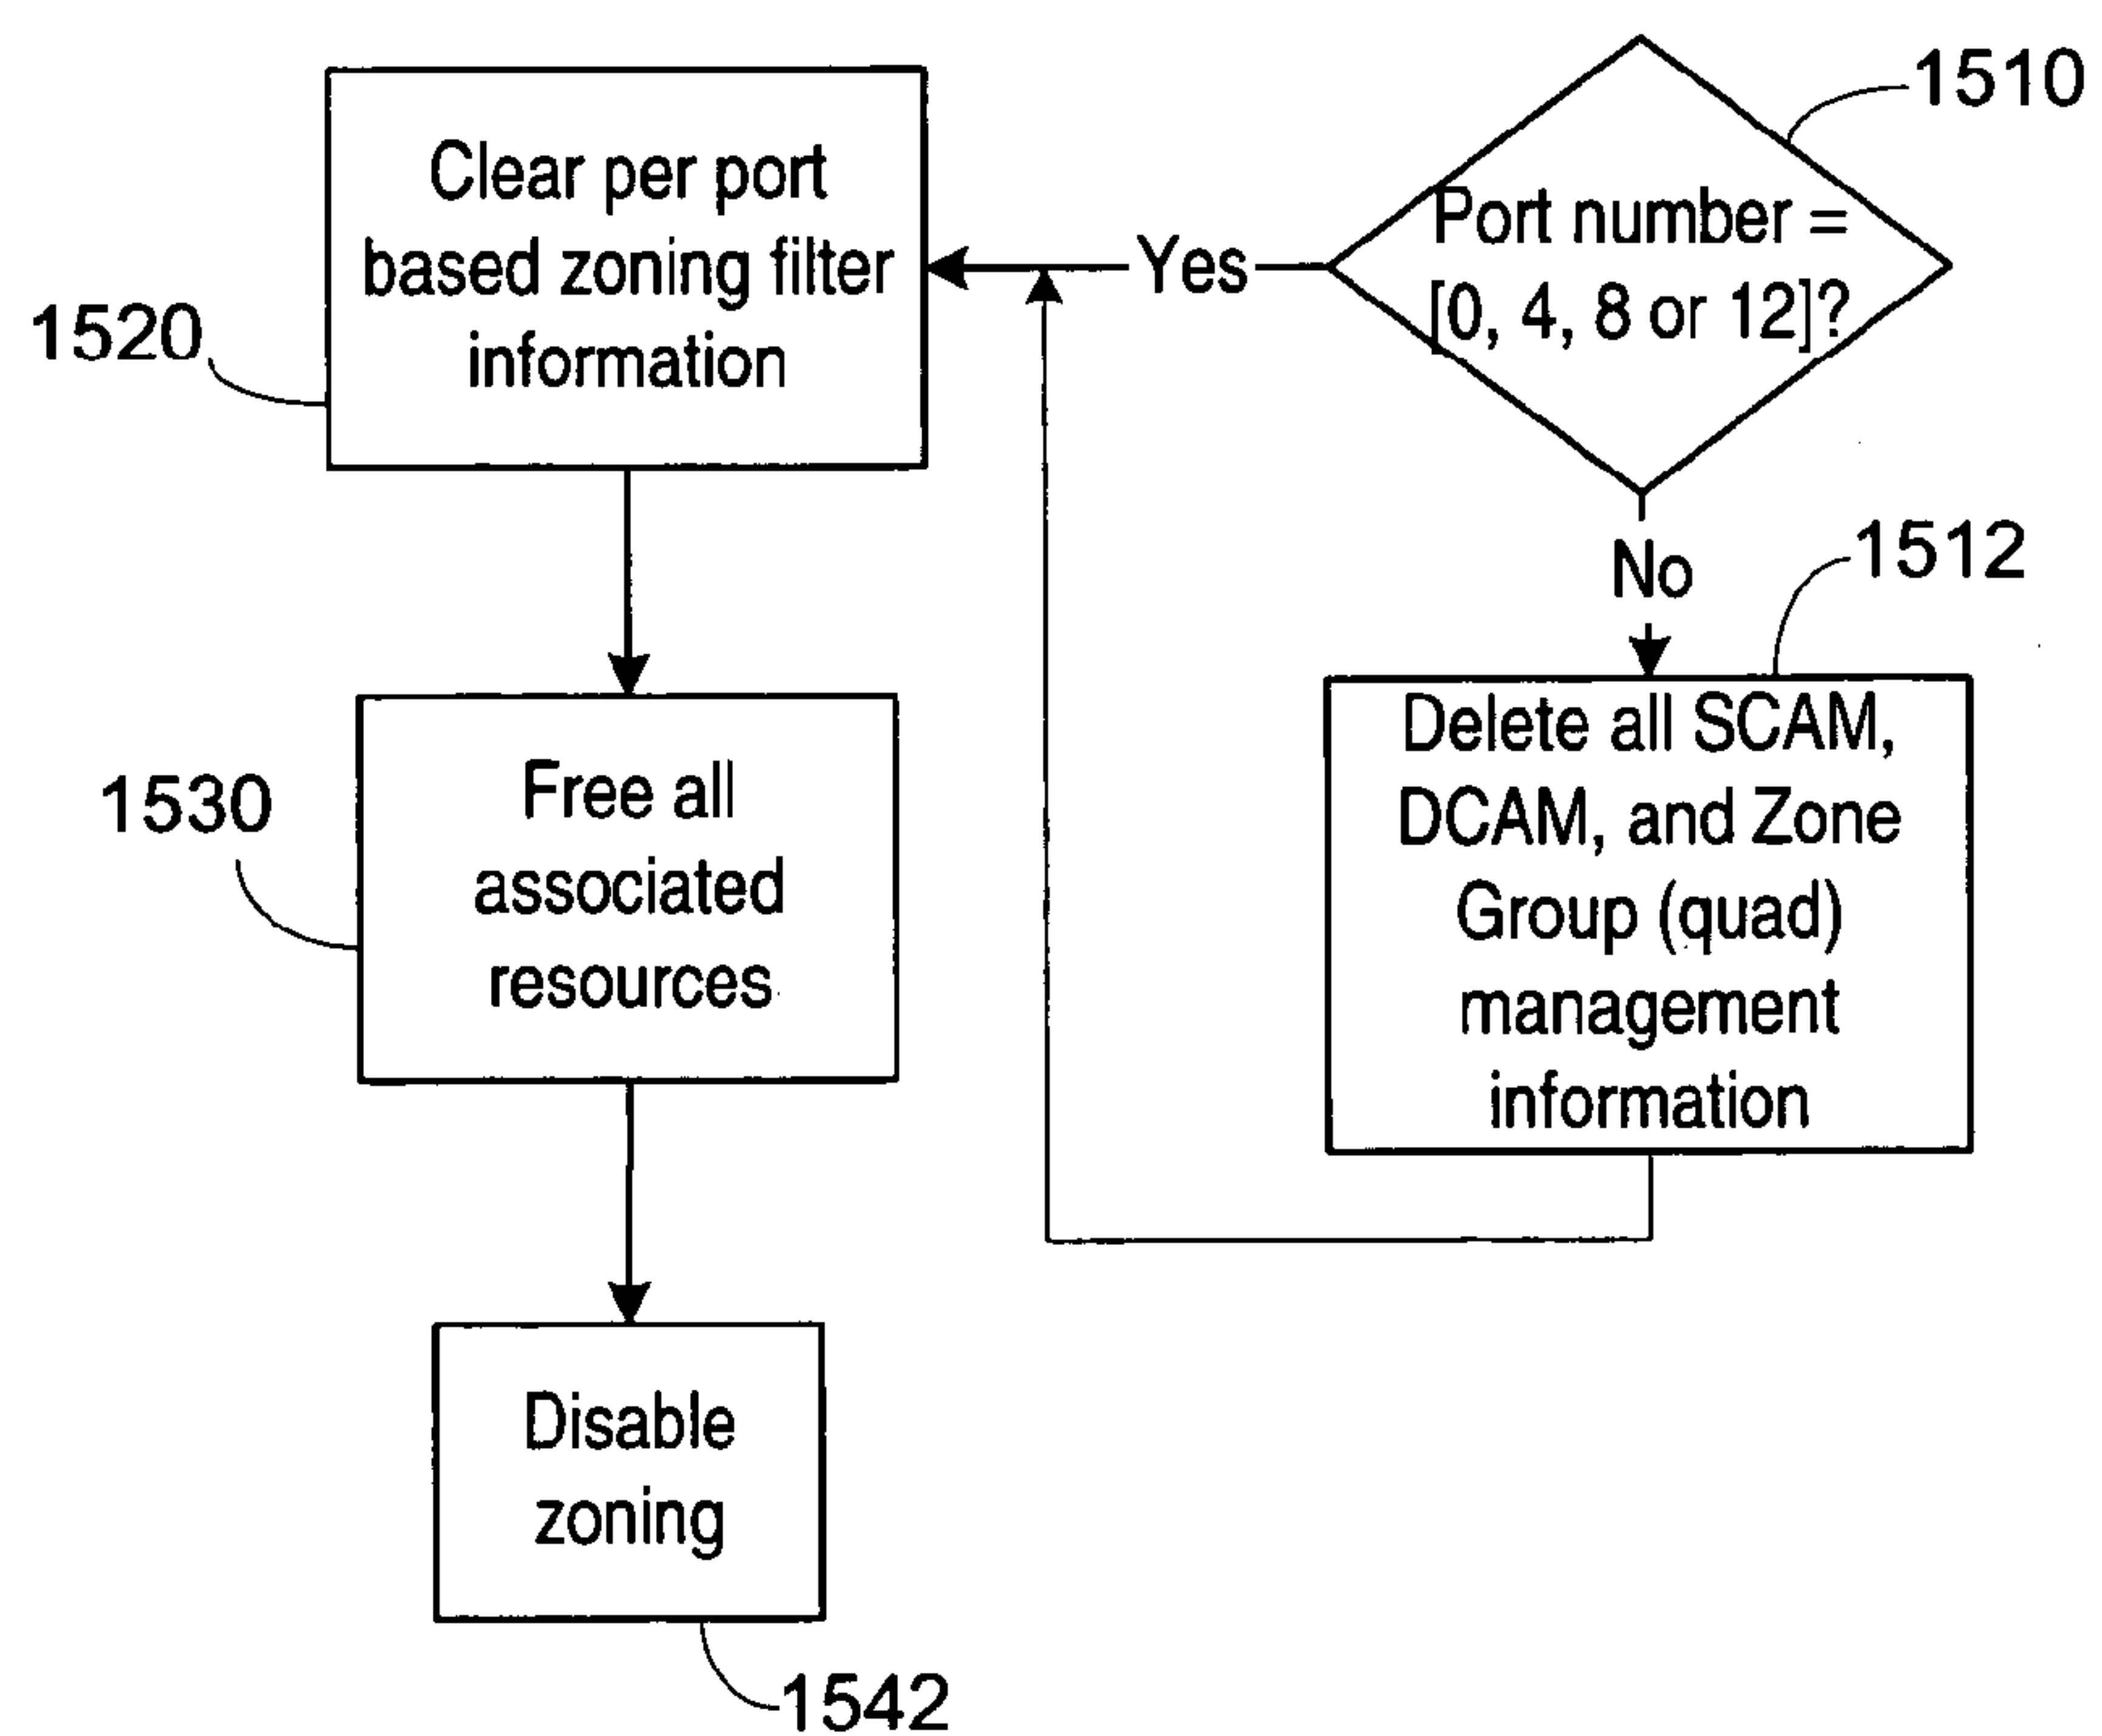 1510
Port number =
[0, 4, 8 or 12]?
Yes
No
Clear per port
based zoning filter
information
1520
1512
Delete all SCAM,
DCAM, and Zone
Group (quad)
management
information
Free all
associated
resources
1530
Disable
zoning
1542